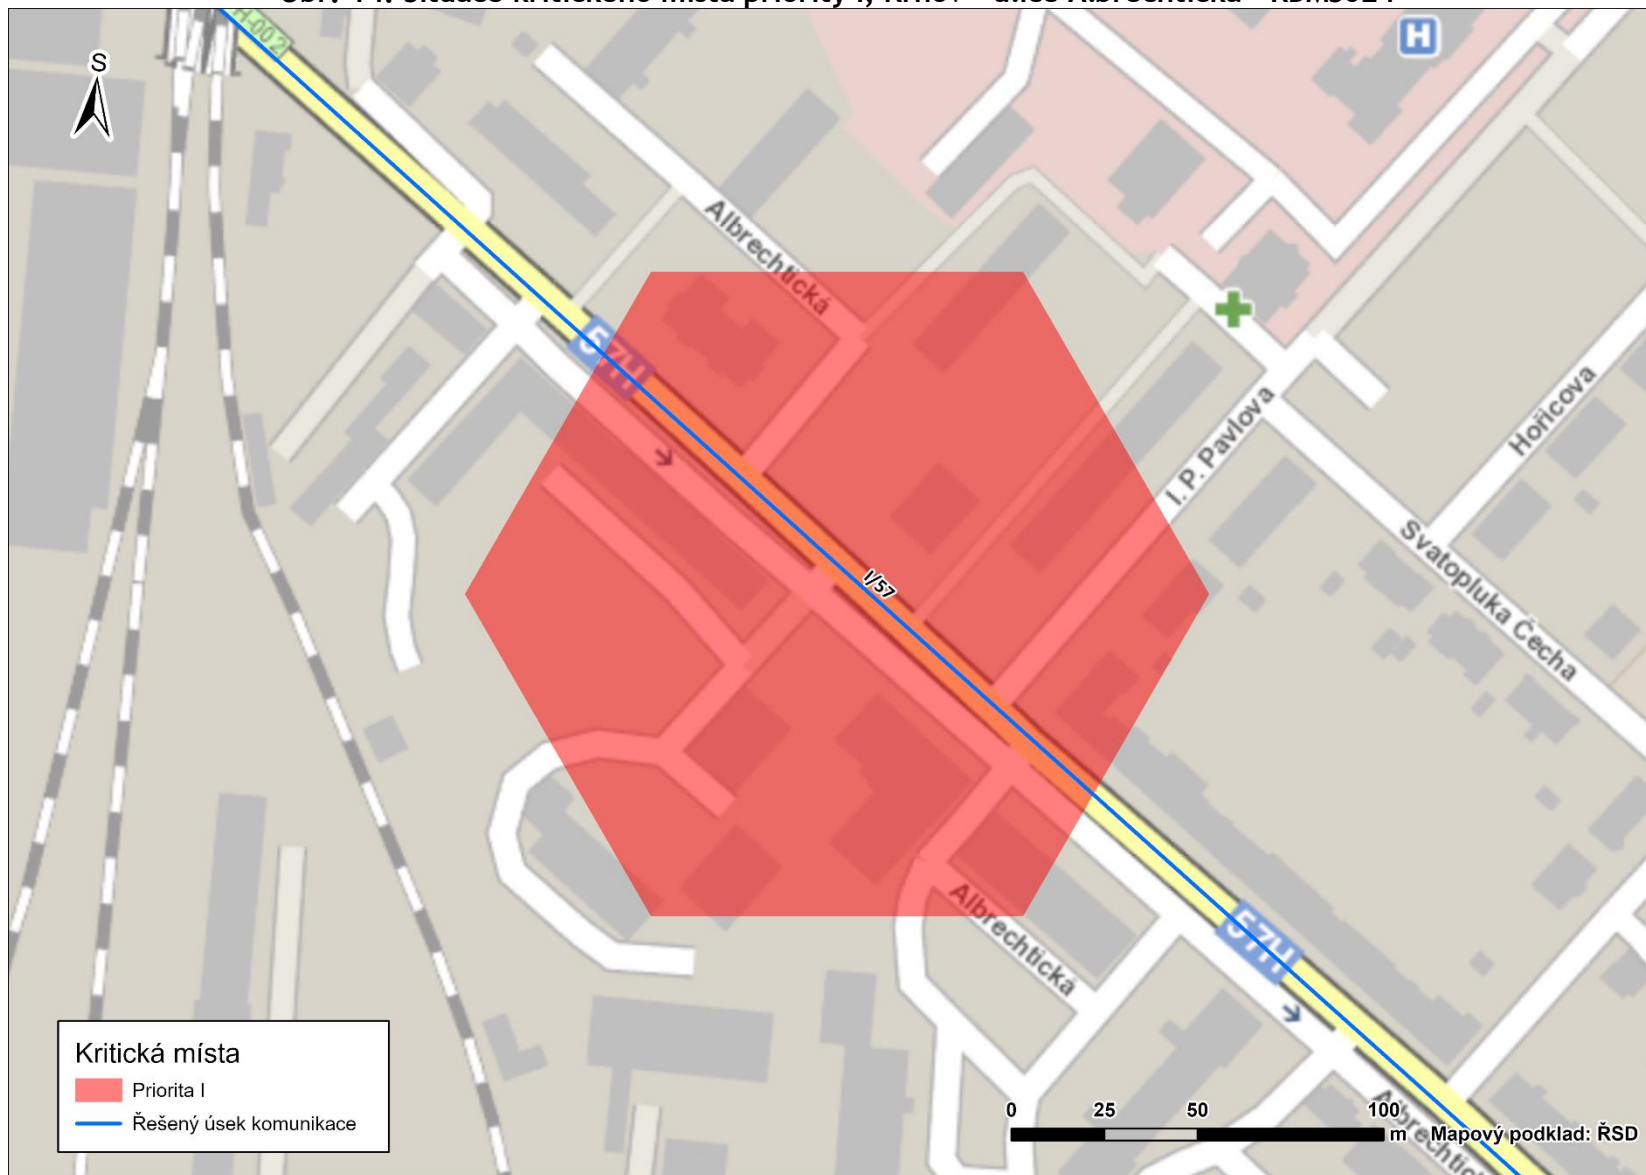 H-002
S
H
Albrechtická
57H
I. P. Pavlova
Hořicova
Svatopluka Čecha
I/57
Albrechtická
57H
Kritická místa
Priorita I
Řešený úsek komunikace
0 25 50 100
m Mapový podklad: ŘSD